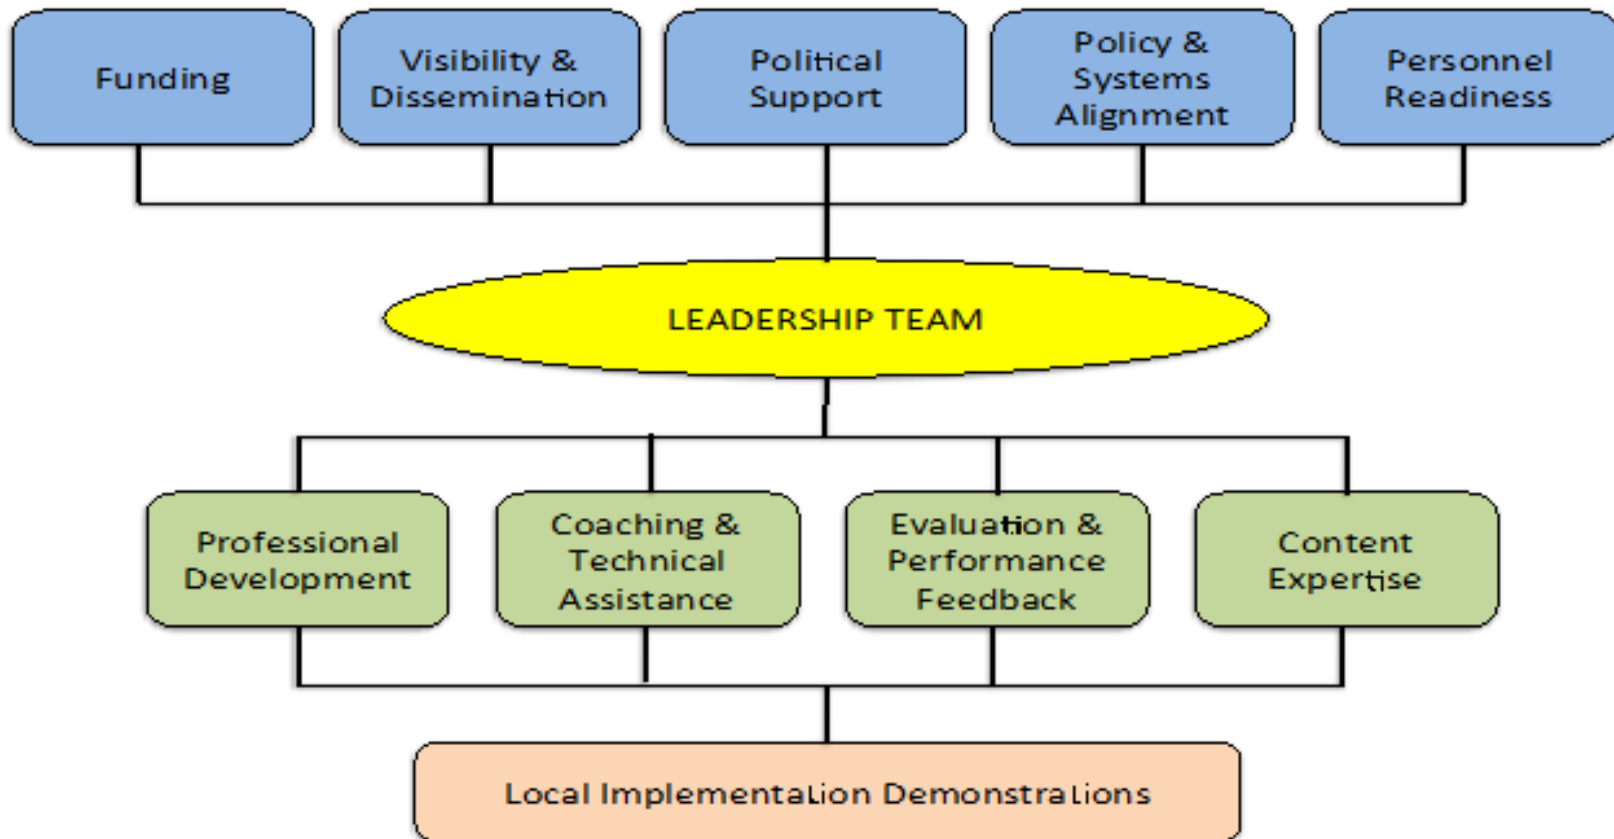 Funding
Visibility &
Dissemination
Political
Support
Policy &
Systems
Alignment
Personnel
Readiness
LEADERSHIP TEAM
Professional
Development
Coaching &
Technical
Assistance
Evaluation &
Performance
Feedback
Content
Expertise
Local Implementation Demonstrations